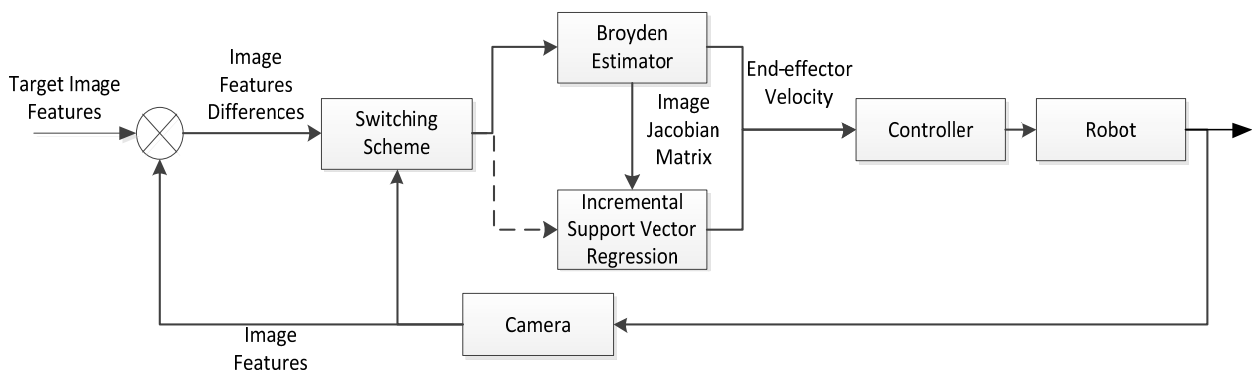 Target Image
Features
Image
Features
Differences
Switching
Scheme
Broyden
Estimator
Image
Jacobian
Matrix
Incremental
Support Vector
Regression
End-effector
Velocity
Controller
Robot
Camera
Image
Features